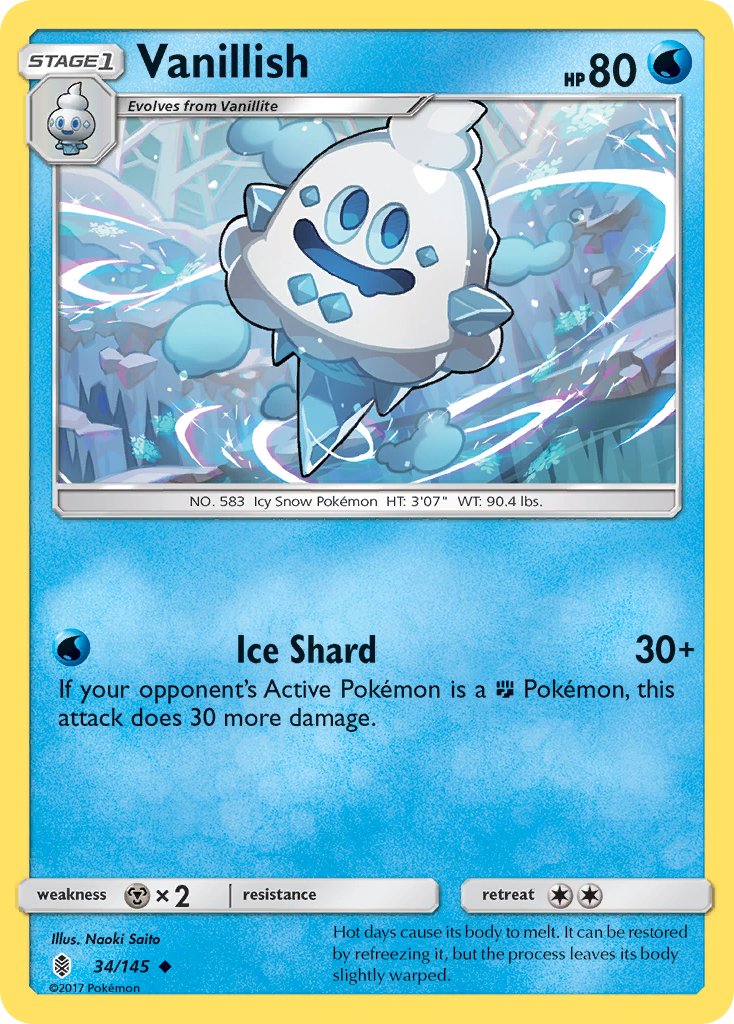 STAGE1
Vanillish
HP80
Evolves from Vanillite
NO. 583 Icy Snow Pokémon HT: 3'07" WT: 90.4 lbs.
Ice Shard 30+
If your opponent's Active Pokémon is a Pokémon, this
attack does 30 more damage.
weakness ×2 resistance retreat
Illus. Naoki Saito
34/145
©2017 Pokémon
Hot days cause its body to melt. It can be restored
by refreezing it, but the process leaves its body
slightly warped.